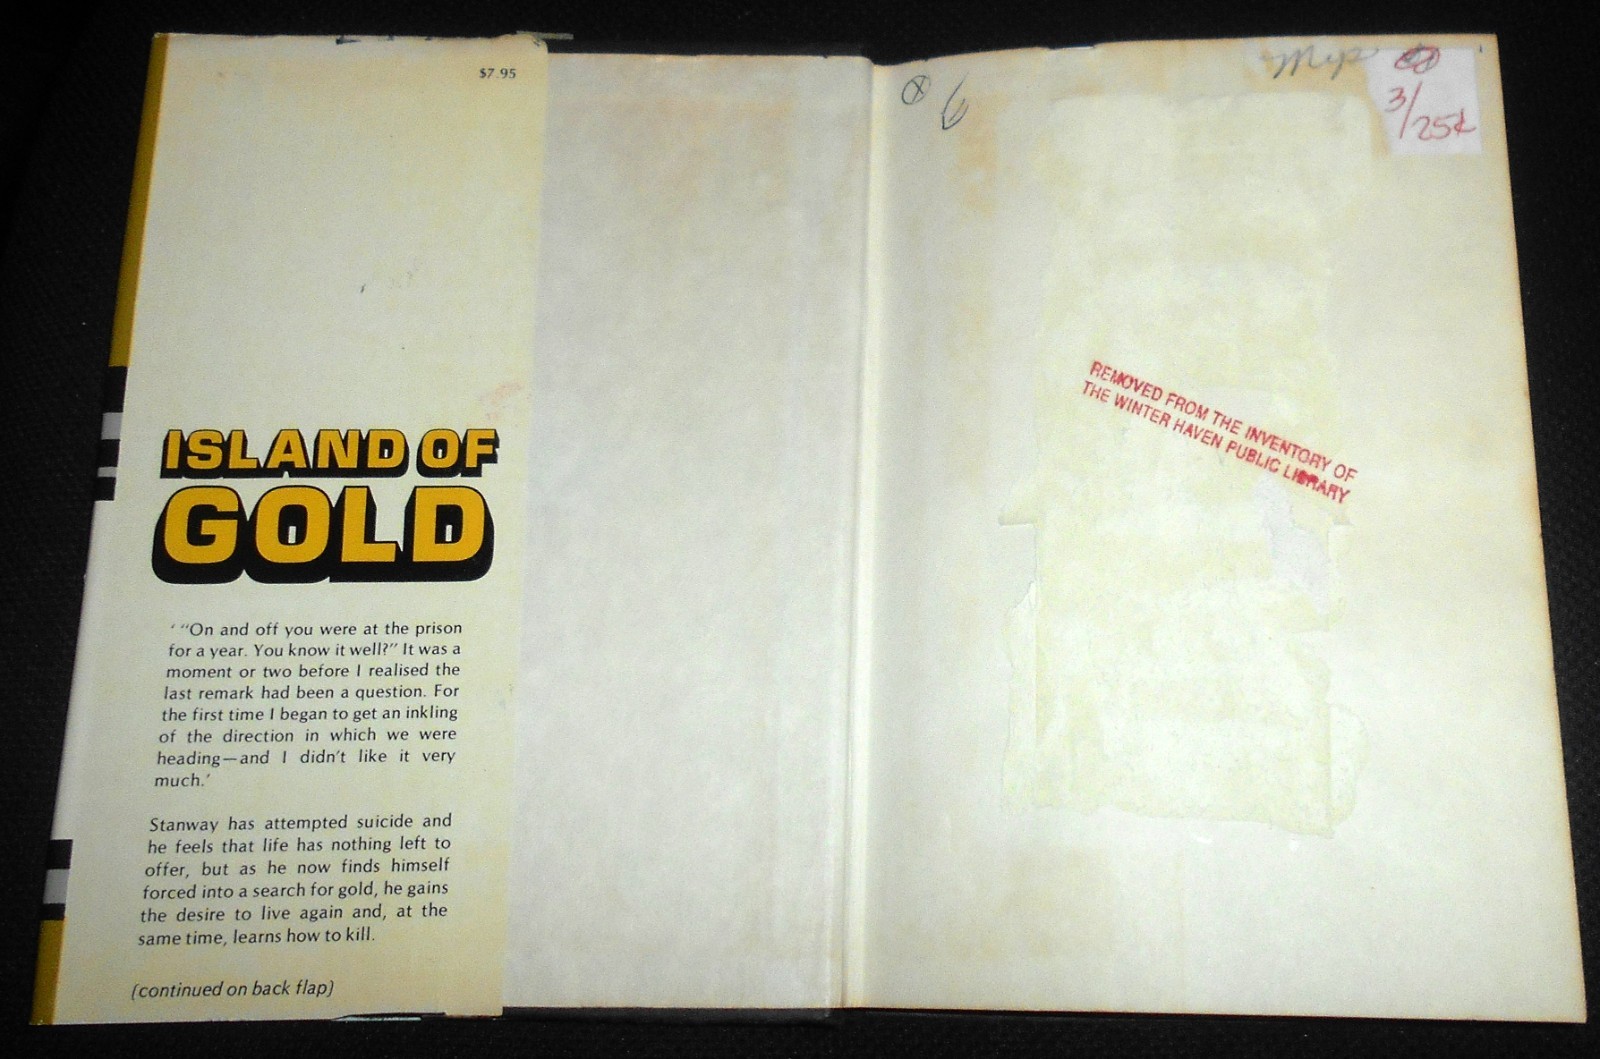 $7.95
ISLAND OF
GOLD
‘ “On and off you were at the prison
for a year. You know it well?” It was a
moment or two before I realised the
last remark had been a question. For
the first time I began to get an inkling
of the direction in which we were
heading—and I didn’t like it very
much.’
Stanway has attempted suicide and
he feels that life has nothing left to
offer, but as he now finds himself
forced into a search for gold, he gains
the desire to live again and, at the
same time, learns how to kill.
(continued on back flap)
6
3/25¢
REMOVED FROM THE INVENTORY OF
THE WINTER HAVEN PUBLIC LIBRARY